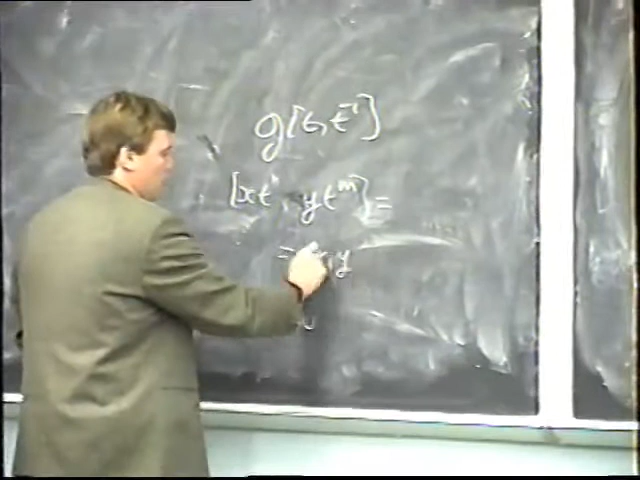 g[t, t⁻¹]
[xtⁿ, ytᵐ] =
= , y